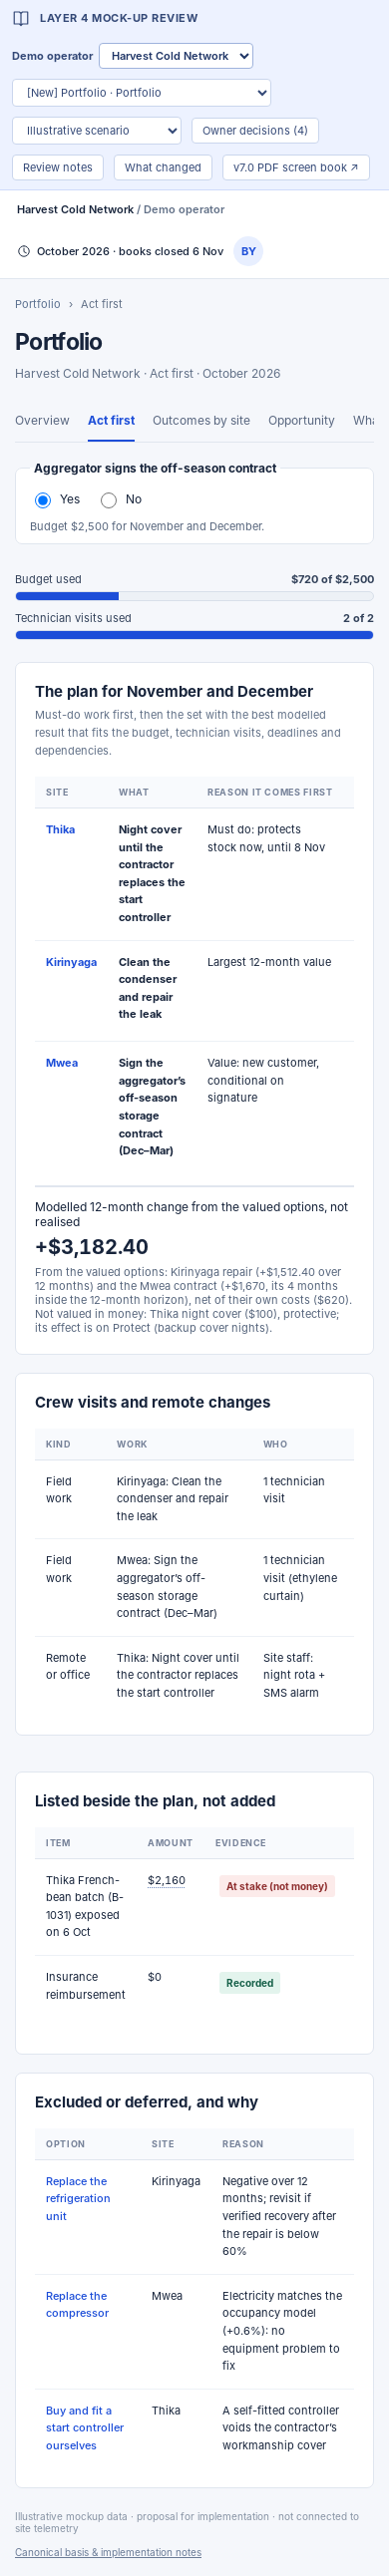 LAYER 4 MOCK-UP REVIEW
Demo operator Harvest Cold Network
[New] Portfolio · Portfolio
Illustrative scenario Owner decisions (4)
Review notes What changed v7.0 PDF screen book ↗
Harvest Cold Network / Demo operator
October 2026 · books closed 6 Nov BY
Portfolio › Act first
Portfolio
Harvest Cold Network · Act first · October 2026
Overview Act first Outcomes by site Opportunity Wha
Aggregator signs the off-season contract
Yes No
Budget $2,500 for November and December.
Budget used $720 of $2,500
Technician visits used 2 of 2
The plan for November and December
Must-do work first, then the set with the best modelled
result that fits the budget, technician visits, deadlines and
dependencies.
SITE WHAT REASON IT COMES FIRST
Thika Night cover Must do: protects
until the stock now, until 8 Nov
contractor
replaces the
start
controller
Kirinyaga Clean the Largest 12-month value
condenser
and repair
the leak
Mwea Sign the Value: new customer,
aggregator's conditional on
off-season signature
storage
contract
(Dec–Mar)
Modelled 12-month change from the valued options, not
realised
+$3,182.40
From the valued options: Kirinyaga repair (+$1,512.40 over
12 months) and the Mwea contract (+$1,670, its 4 months
inside the 12-month horizon), net of their own costs ($620).
Not valued in money: Thika night cover ($100), protective;
its effect is on Protect (backup cover nights).
Crew visits and remote changes
KIND WORK WHO
Field Kirinyaga: Clean the 1 technician
work condenser and repair visit
the leak
Field Mwea: Sign the 1 technician
work aggregator's off- visit (ethylene
season storage curtain)
contract (Dec–Mar)
Remote Thika: Night cover until Site staff:
or office the contractor replaces night rota +
the start controller SMS alarm
Listed beside the plan, not added
ITEM AMOUNT EVIDENCE
Thika French- $2,160 At stake (not money)
bean batch (B-
1031) exposed
on 6 Oct
Insurance $0 Recorded
reimbursement
Excluded or deferred, and why
OPTION SITE REASON
Replace the Kirinyaga Negative over 12
refrigeration months; revisit if
unit verified recovery after
the repair is below
60%
Replace the Mwea Electricity matches the
compressor occupancy model
(+0.6%): no
equipment problem to
fix
Buy and fit a Thika A self-fitted controller
start controller voids the contractor's
ourselves workmanship cover
Illustrative mockup data · proposal for implementation · not connected to
site telemetry
Canonical basis & implementation notes